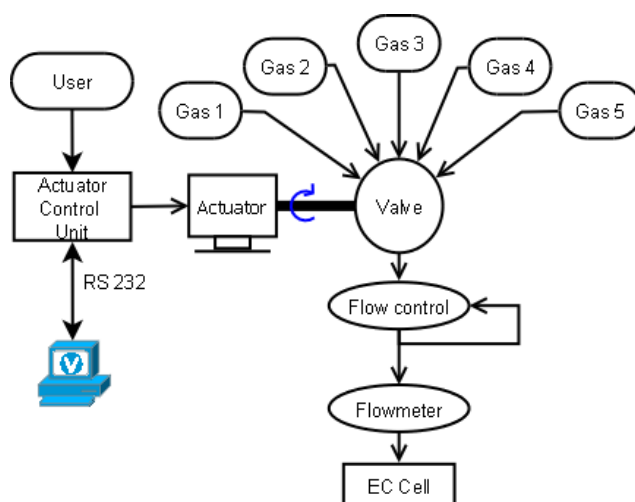 Gas 3
Gas 2
Gas 4
User
Gas 1
Gas 5
Actuator
Control
Unit
Actuator
Valve
RS 232
Flow control
V
Flowmeter
EC Cell